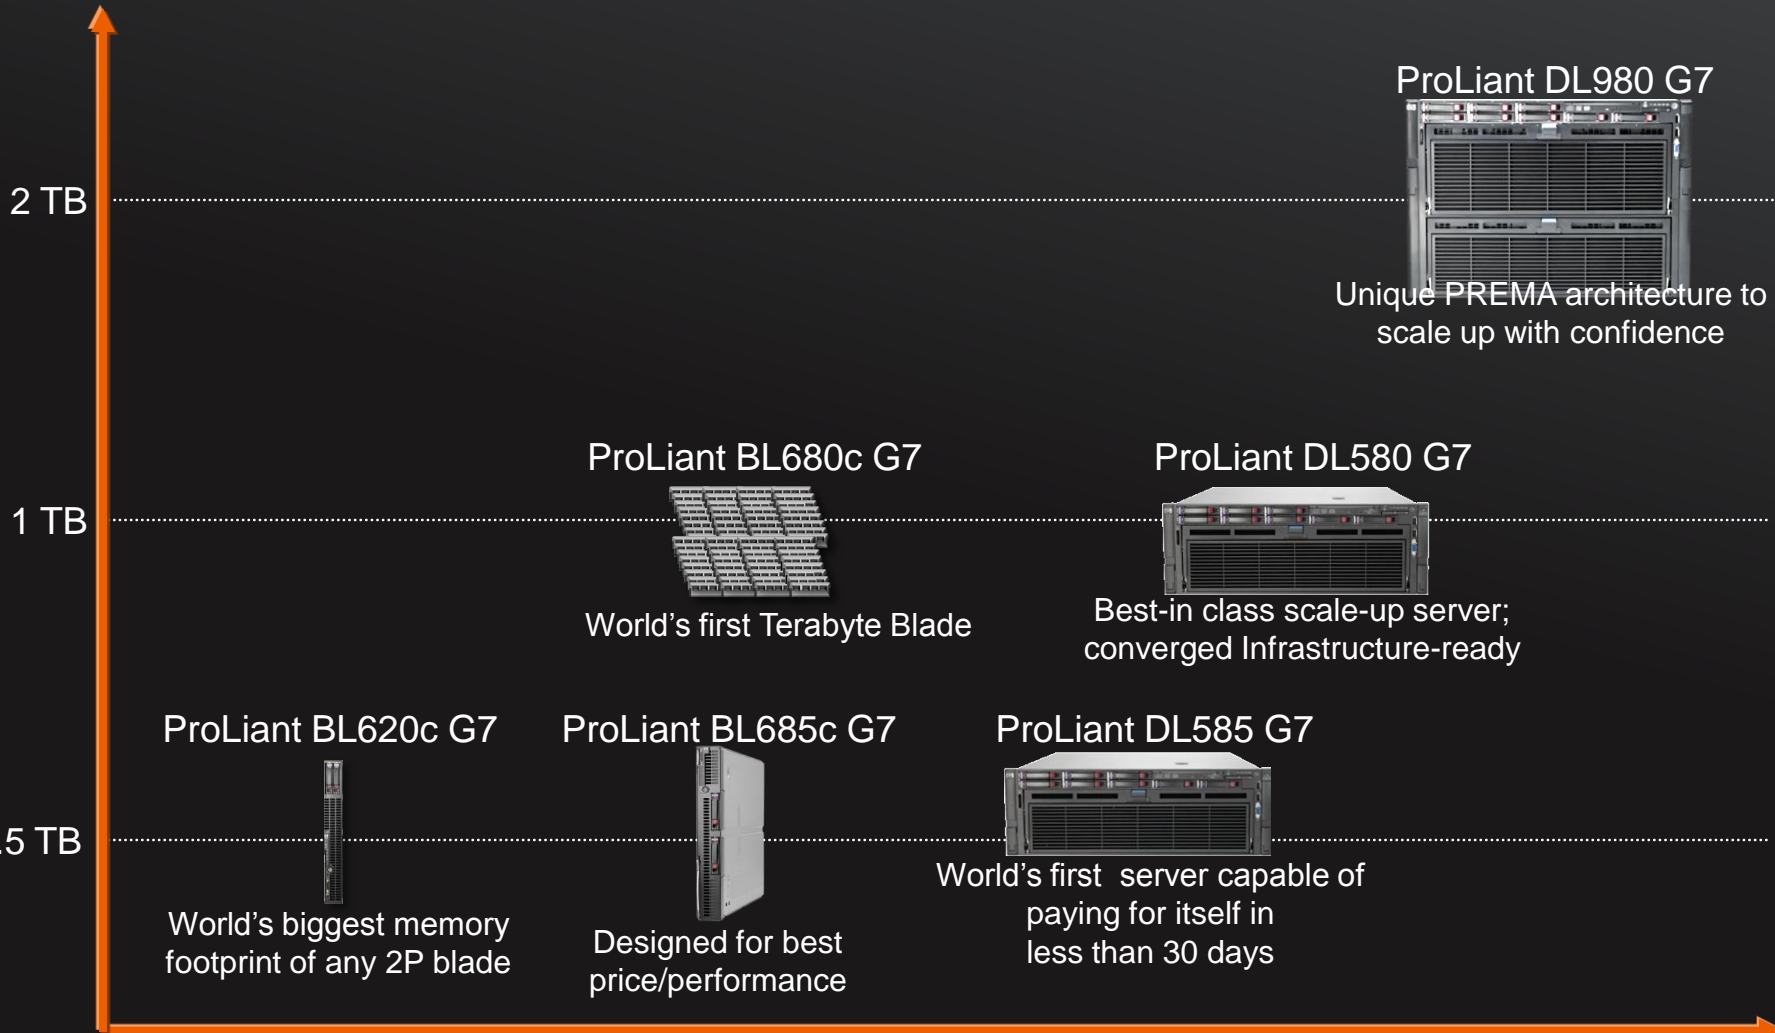 ProLiant DL980 G7
2 TB
Unique PREMA architecture to
scale up with confidence
ProLiant BL680c G7
ProLiant DL580 G7
1 TB
World’s first Terabyte Blade
Best-in class scale-up server;
converged Infrastructure-ready
ProLiant BL620c G7
ProLiant BL685c G7
ProLiant DL585 G7
.5 TB
World’s biggest memory
footprint of any 2P blade
Designed for best
price/performance
World’s first server capable of
paying for itself in
less than 30 days